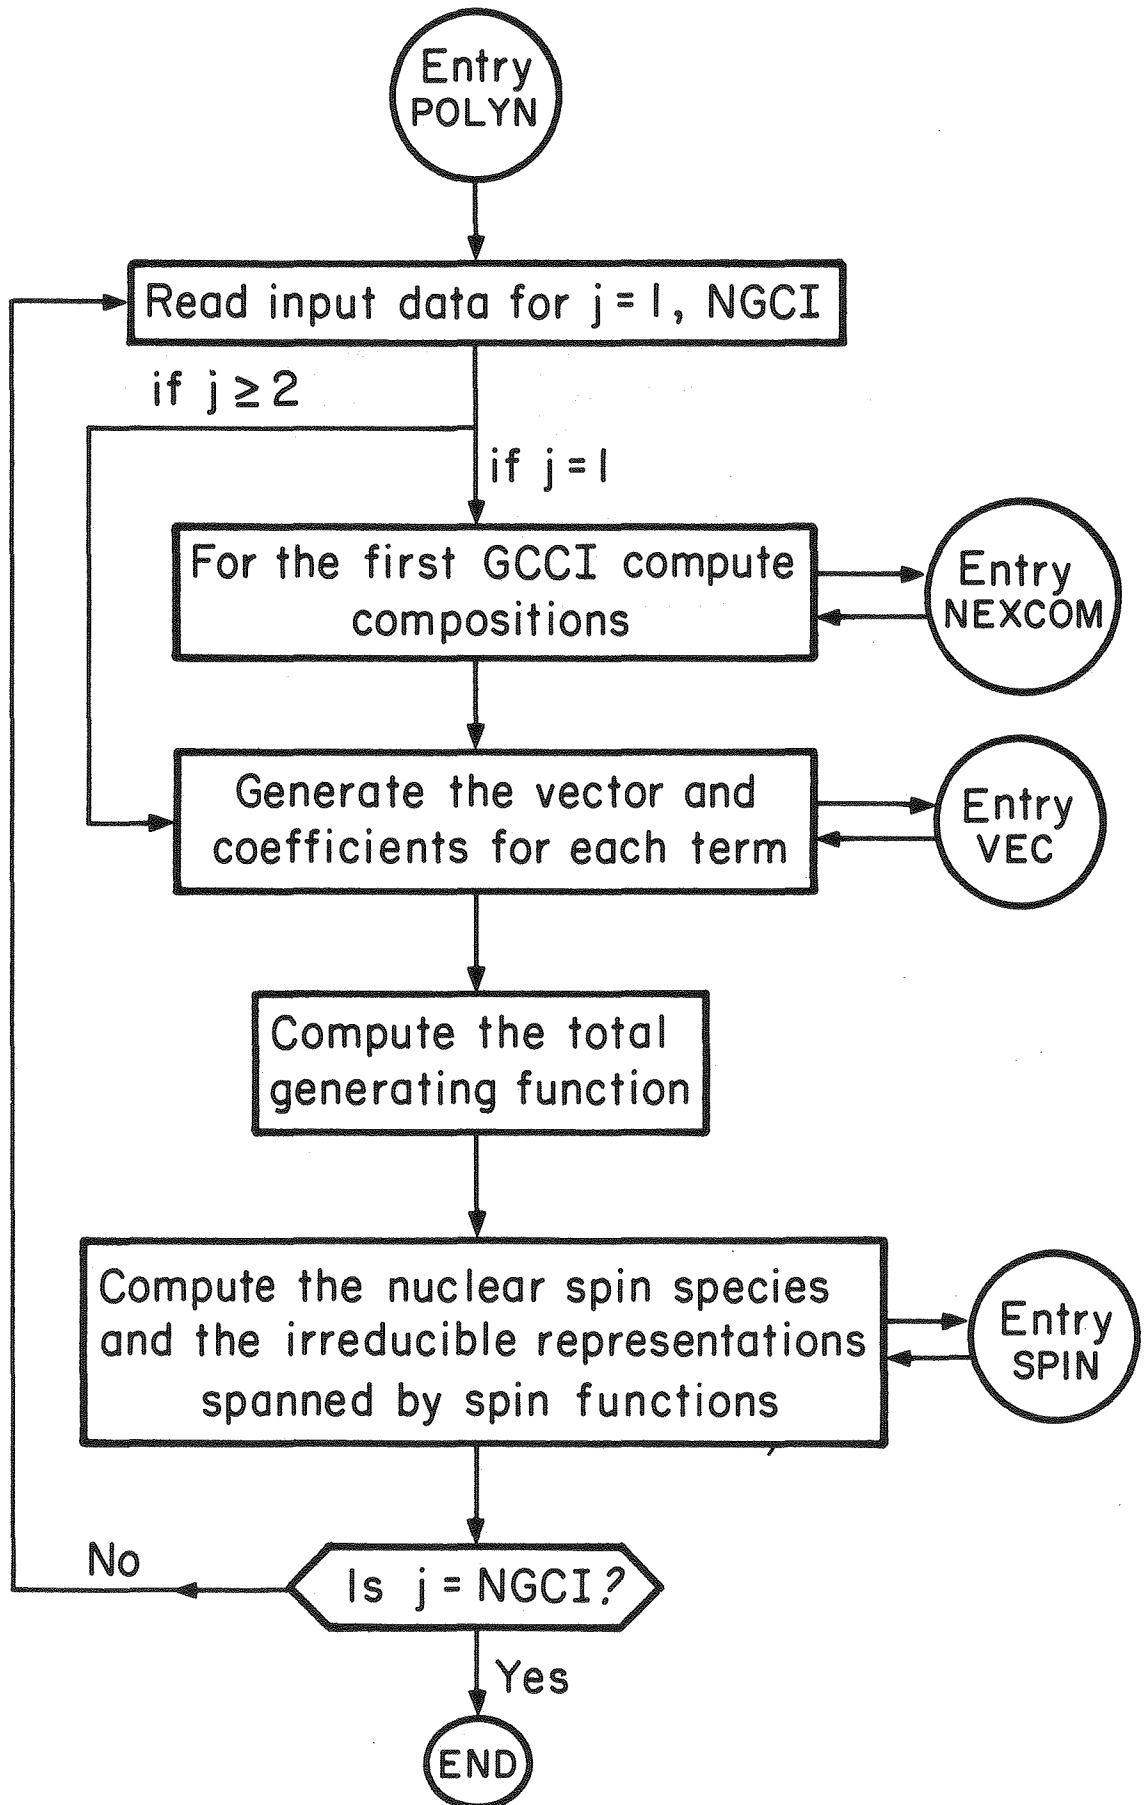 Entry
POLYN
Read input data for j = 1, NGCI
if j ≥ 2
if j = 1
For the first GCCI compute
compositions
Entry
NEXCOM
Generate the vector and
coefficients for each term
Entry
VEC
Compute the total
generating function
Compute the nuclear spin species
and the irreducible representations
spanned by spin functions
Entry
SPIN
No
Is j = NGCI?
Yes
END